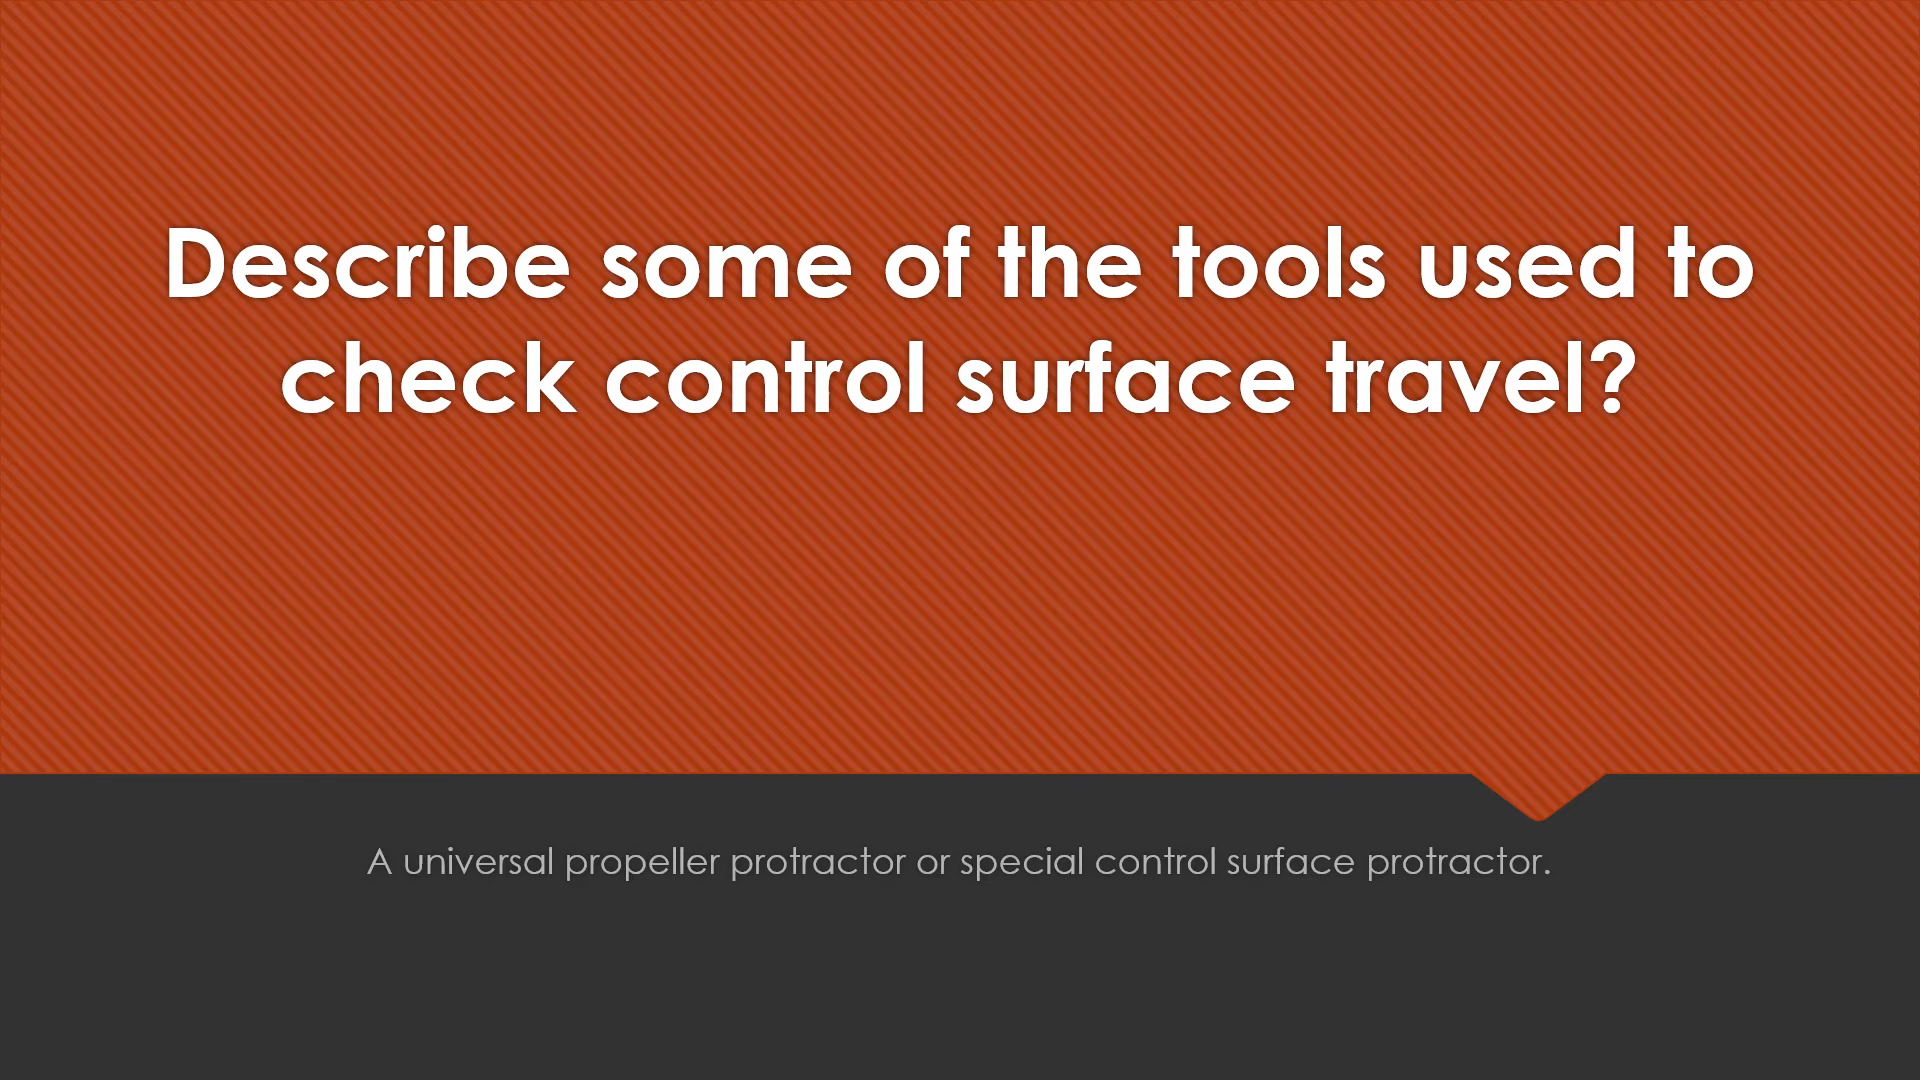 Describe some of the tools used to
check control surface travel?
A universal propeller protractor or special control surface protractor.